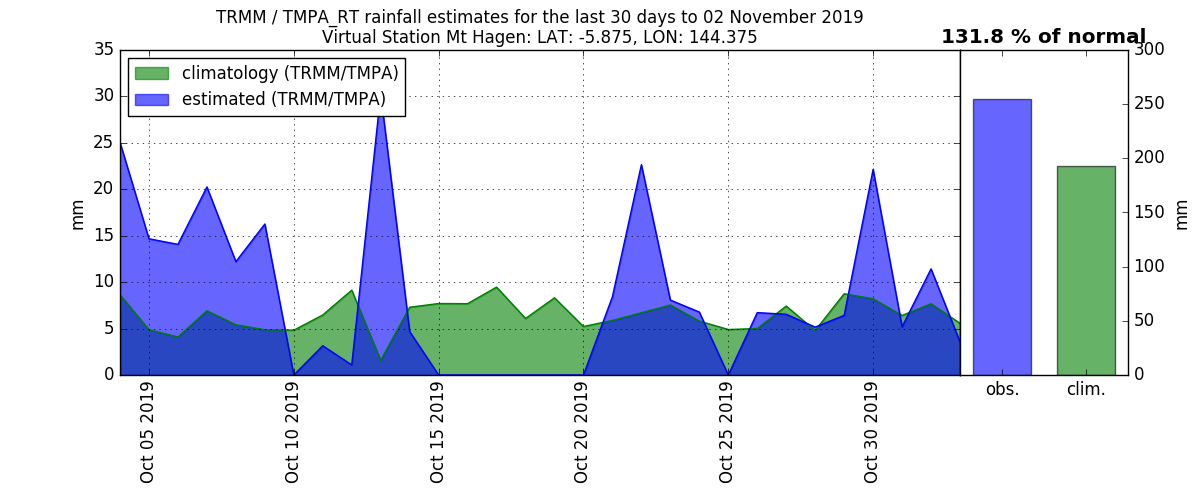 TRMM / TMPA_RT rainfall estimates for the last 30 days to 02 November 2019
Virtual Station Mt Hagen: LAT: -5.875, LON: 144.375
131.8 % of normal
climatology (TRMM/TMPA)
estimated (TRMM/TMPA)
35
30
25
20
15
10
5
0
mm
Oct 05 2019
Oct 10 2019
Oct 15 2019
Oct 20 2019
Oct 25 2019
Oct 30 2019
300
250
200
150
100
50
0
mm
obs.
clim.